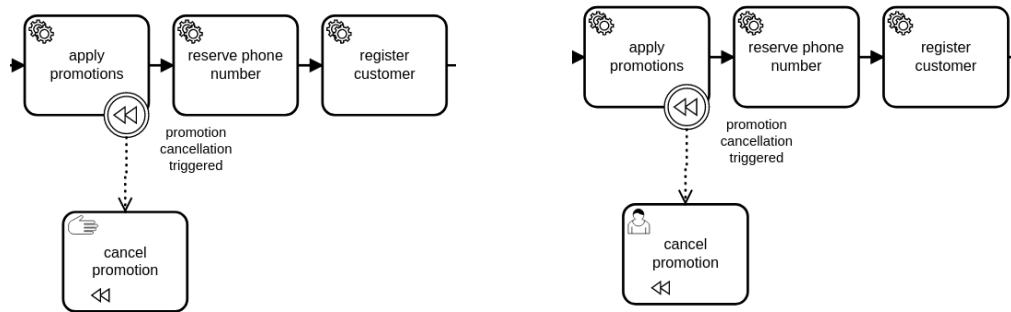 apply
promotions
reserve phone
number
register
customer
promotion
cancellation
triggered
cancel
promotion
apply
promotions
reserve phone
number
register
customer
promotion
cancellation
triggered
cancel
promotion